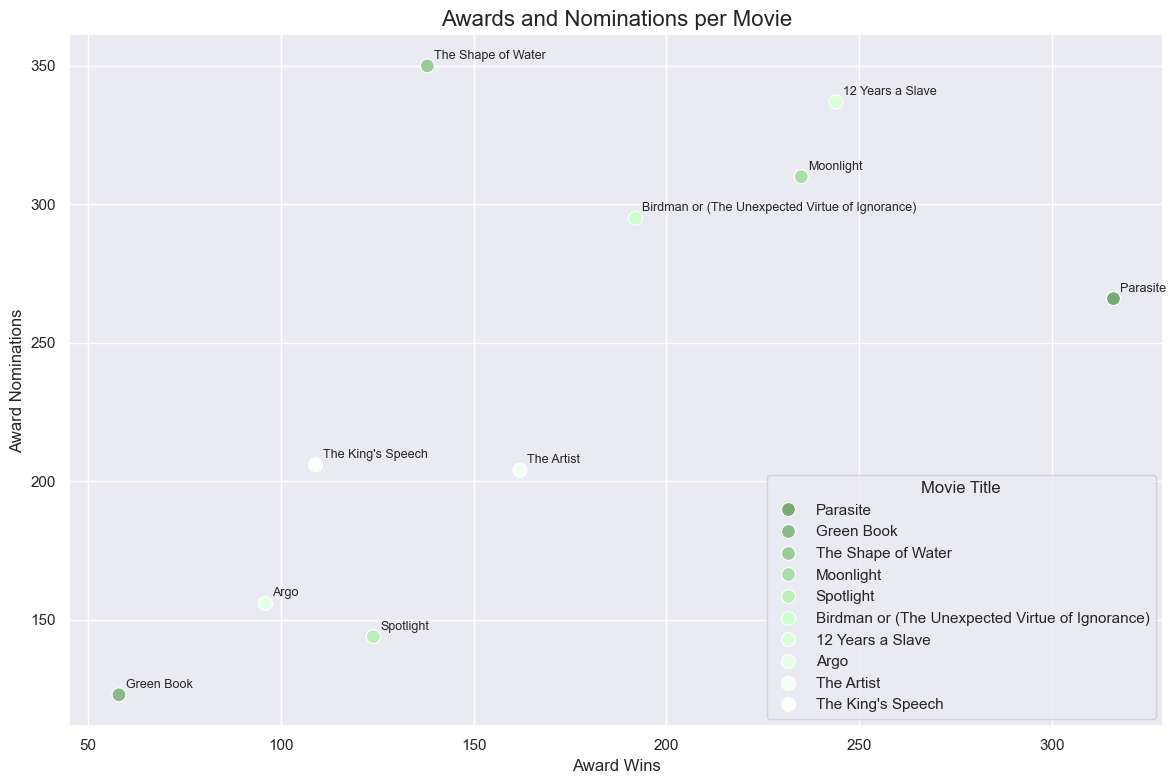 Awards and Nominations per Movie
The Shape of Water
12 Years a Slave
Moonlight
Birdman or (The Unexpected Virtue of Ignorance)
Parasite
The King's Speech
The Artist
Argo
Spotlight
Green Book
350
300
250
200
150
Award Nominations
50
100
150
200
250
300
Award Wins
Movie Title
Parasite
Green Book
The Shape of Water
Moonlight
Spotlight
Birdman or (The Unexpected Virtue of Ignorance)
12 Years a Slave
Argo
The Artist
The King's Speech